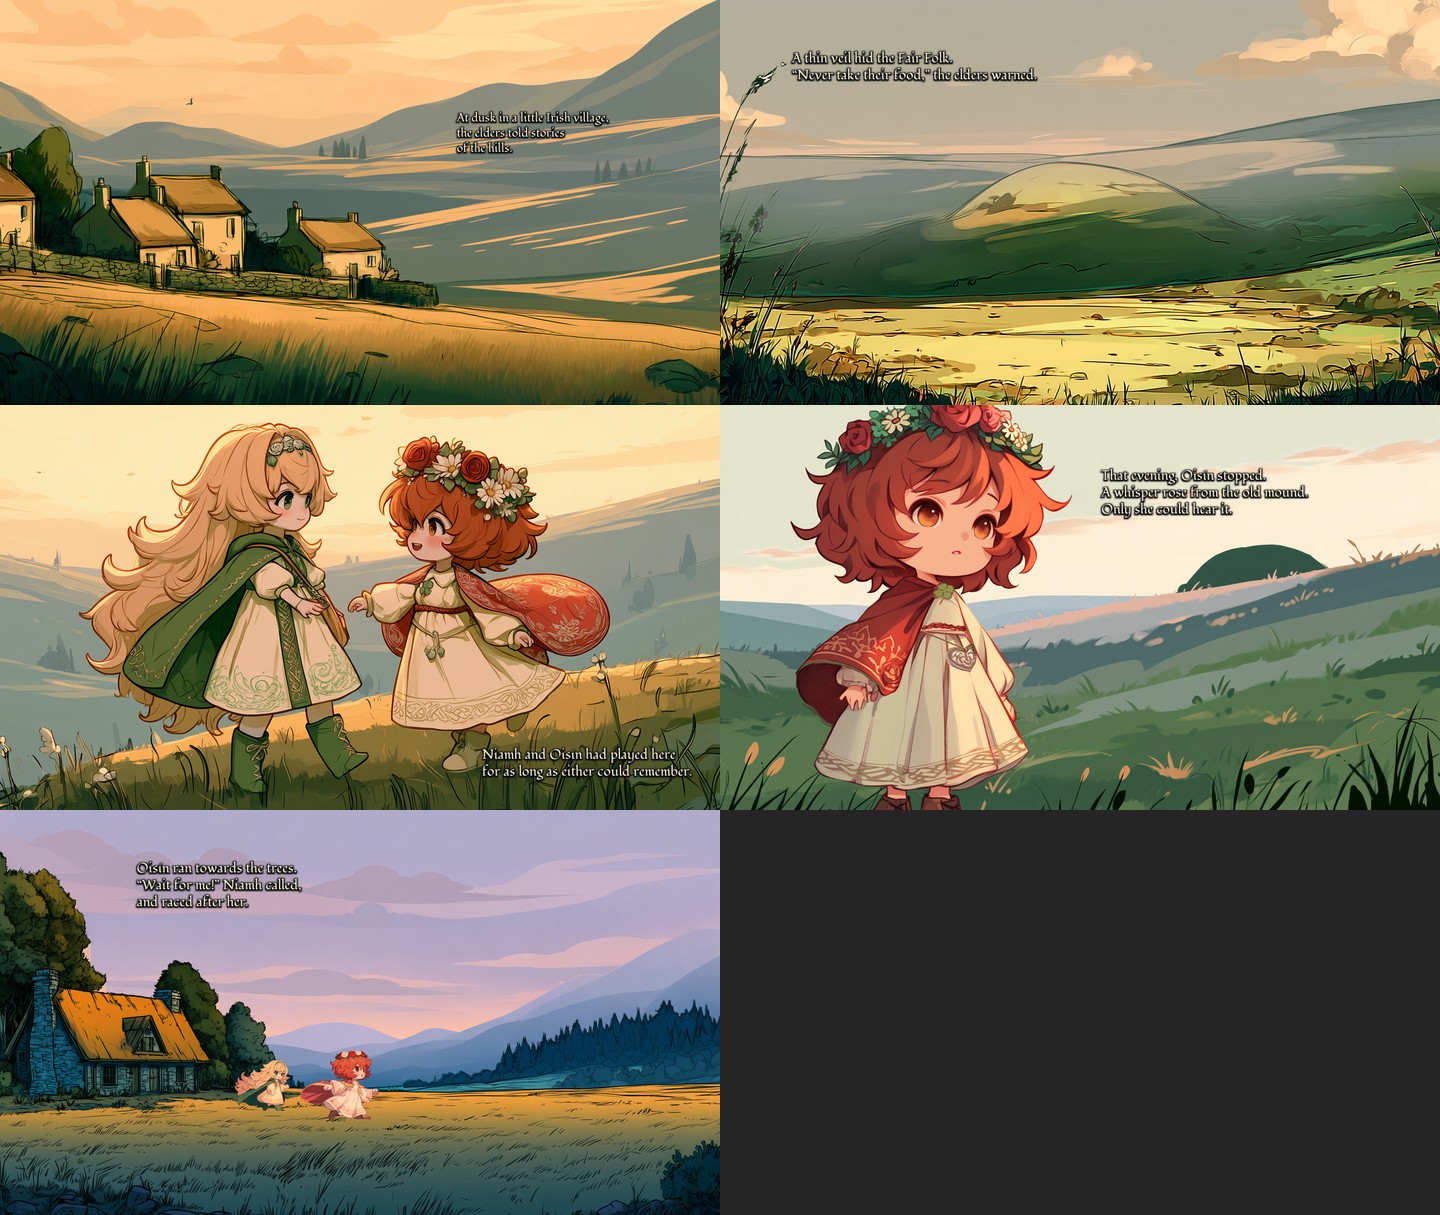 At dusk in a little Irish village,
the elders told stories
of the hills.
A thin veil hid the Fair Folk.
"Never take their food," the elders warned.
Niamh and Oisín had played here
for as long as either could remember.
That evening, Oisín stopped.
A whisper rose from the old mound.
Only she could hear it.
Oisín ran towards the trees.
"Wait for me!" Niamh called,
and raced after her.